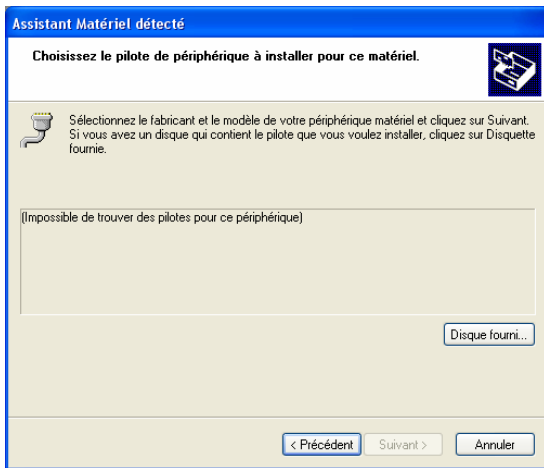 Assistant Matériel détecté
Choisissez le pilote de périphérique à installer pour ce matériel.
Sélectionnez le fabricant et le modèle de votre périphérique matériel et cliquez sur Suivant.
Si vous avez un disque qui contient le pilote que vous voulez installer, cliquez sur Disquette
fournie.
(Impossible de trouver des pilotes pour ce périphérique)
Disque fourni...
< Précédent
Suivant >
Annuler